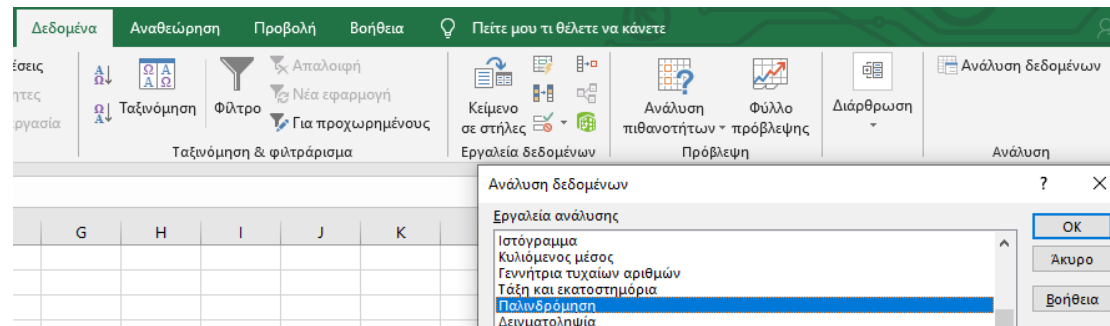 Δεδομένα Αναθεώρηση Προβολή Βοήθεια Πείτε μου τι θέλετε να κάνετε
Απαλοιφή
Ταξινόμηση Φίλτρο Νέα εφαρμογή
Για προχωρημένους
Κείμενο
σε στήλες
Ανάλυση
πιθανοτήτων
Φύλλο
πρόβλεψης
Διάρθρωση
Ανάλυση δεδομένων
Ταξινόμηση & φιλτράρισμα Εργαλεία δεδομένων Πρόβλεψη Ανάλυση
Ανάλυση δεδομένων ?
Εργαλεία ανάλυσης
G H I J K
Ιστόγραμμα
Κυλιόμενος μέσος
Γεννήτρια τυχαίων αριθμών
Τάξη και εκατοστημόρια
Παλινδρόμηση
Δειγματοληψία
OK
Άκυρο
Βοήθεια